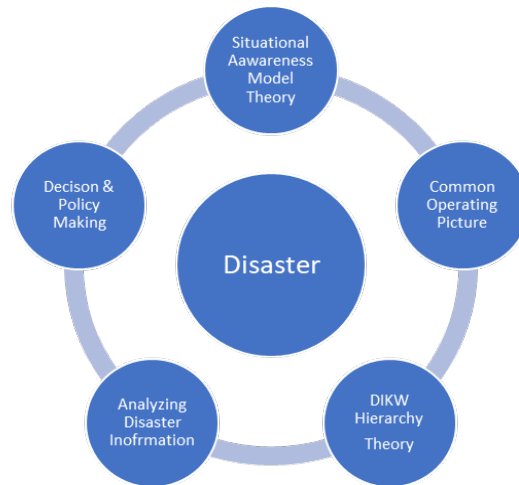 Situational
Aawareness
Model
Theory
Common
Operating
Picture
DIKW
Hierarchy
Theory
Analyzing
Disaster
Inofrmation
Decison &
Policy
Making
Disaster